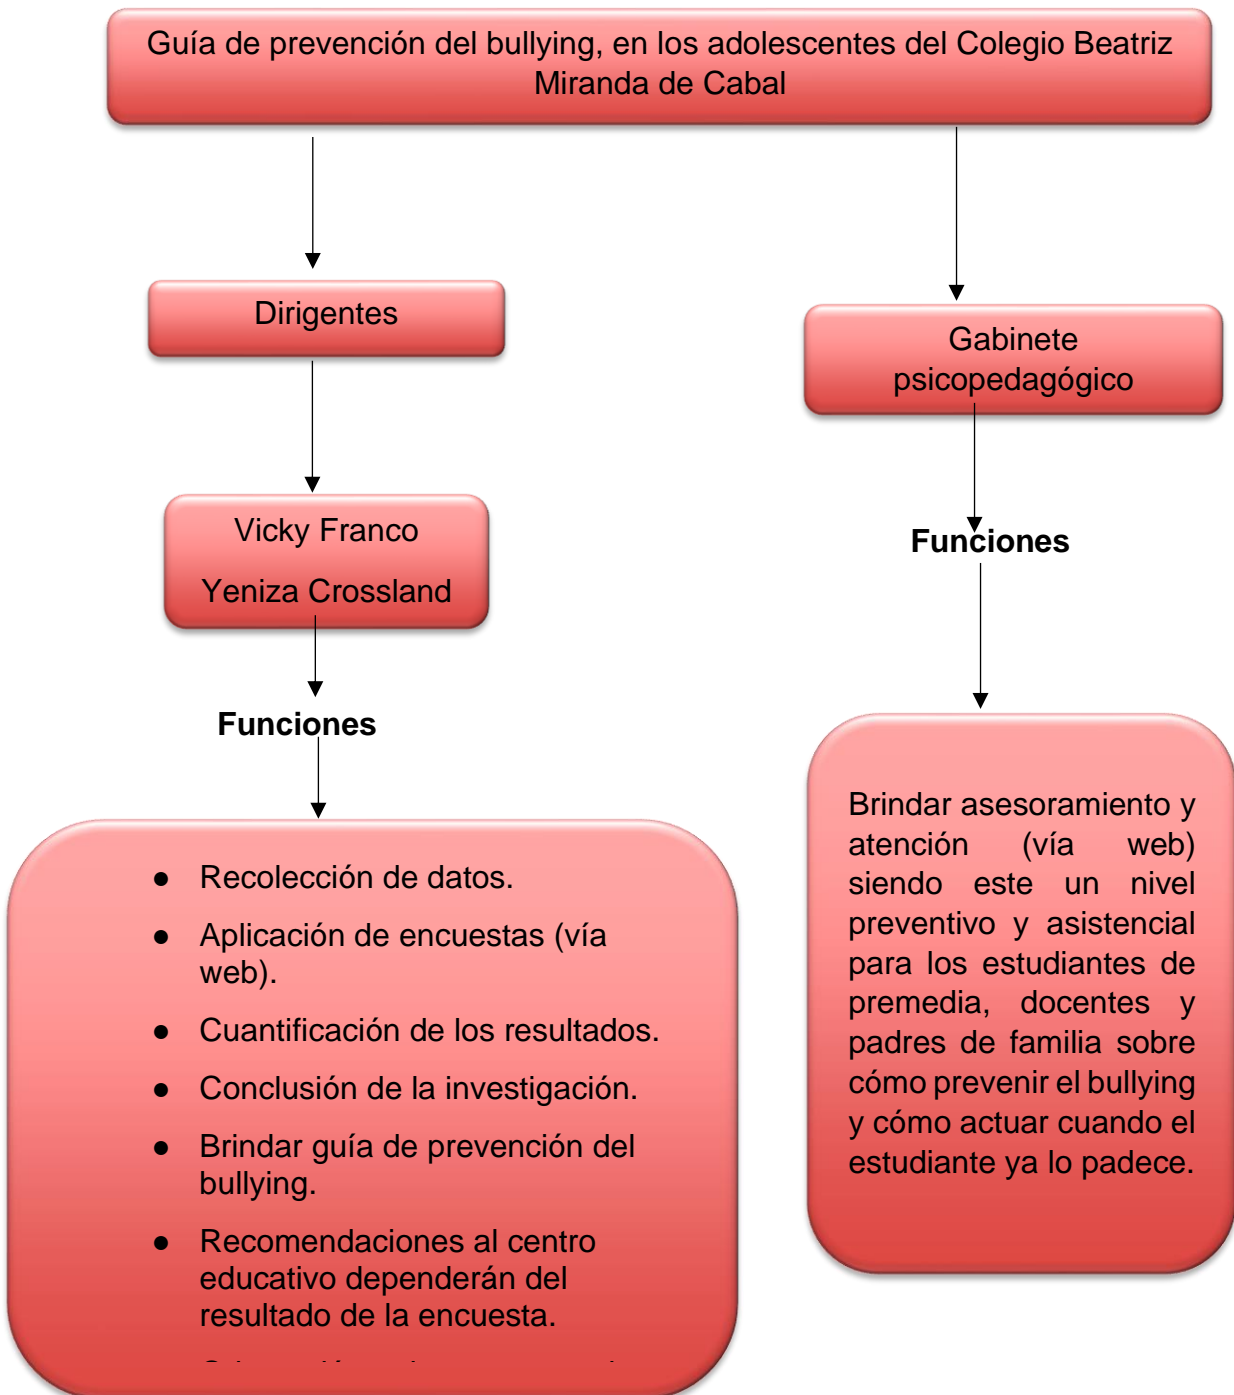 Guía de prevención del bullying, en los adolescentes del Colegio Beatriz
Miranda de Cabal
Dirigentes
Vicky Franco
Yeniza Crossland
Funciones
● Recolección de datos.
● Aplicación de encuestas (vía
web).
● Cuantificación de los resultados.
● Conclusión de la investigación.
● Brindar guía de prevención del
bullying.
● Recomendaciones al centro
educativo dependerán del
resultado de la encuesta.
Gabinete
psicopedagógico
Funciones
Brindar asesoramiento y
atención (vía web)
siendo este un nivel
preventivo y asistencial
para los estudiantes de
premedia, docentes y
padres de familia sobre
cómo prevenir el bullying
y cómo actuar cuando el
estudiante ya lo padece.